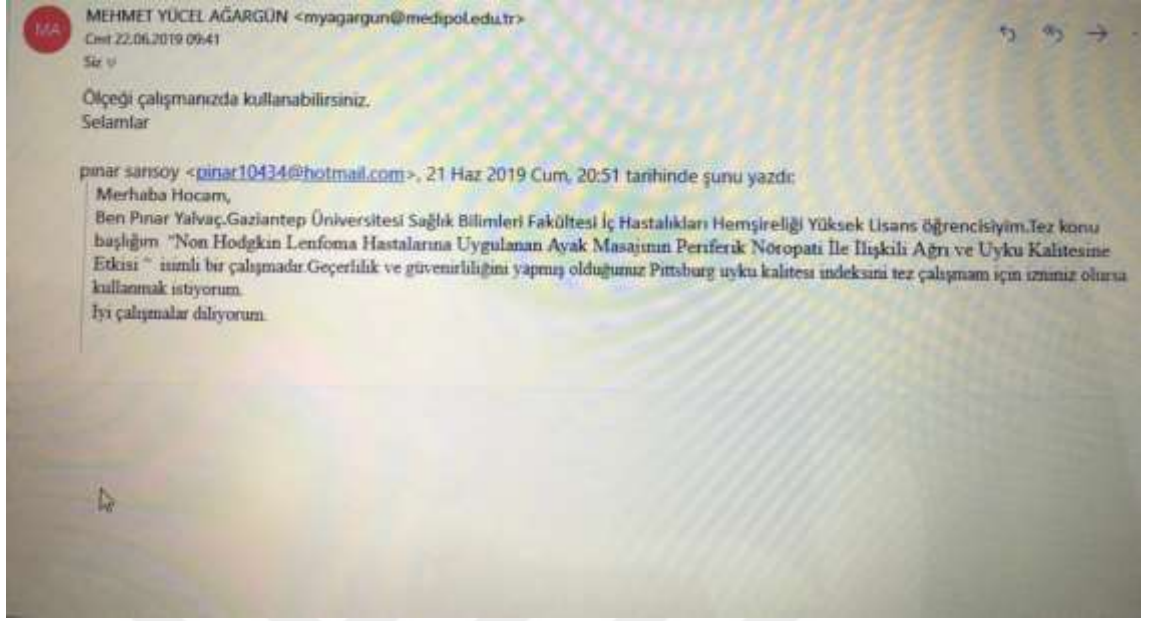 MA
MEHMET YÜCEL AĞARGÜN <myagargun@medipol.edu.tr>
Cmt 22.06.2019 09:41
Siz
Ölçeği çalışmanızda kullanabilirsiniz.
Selamlar
pınar sarısoy <pinar10434@hotmail.com>, 21 Haz 2019 Cum, 20:51 tarihinde şunu yazdı:
Merhaba Hocam,
Ben Pınar Yalvaç.Gaziantep Üniversitesi Sağlık Bilimleri Fakültesi İç Hastalıkları Hemşireliği Yüksek Lisans öğrencisiyim.Tez konu
başlığım "Non Hodgkin Lenfoma Hastalarına Uygulanan Ayak Masajının Periferik Nöropati İle İlişkili Ağrı ve Uyku Kalitesine
Etkisi " isimli bir çalışmadır.Geçerlilik ve güvenirliliğini yapmış olduğunuz Pittsburg uyku kalitesi indeksini tez çalışmam için izniniz olursa
kullanmak istiyorum.
İyi çalışmalar diliyorum.